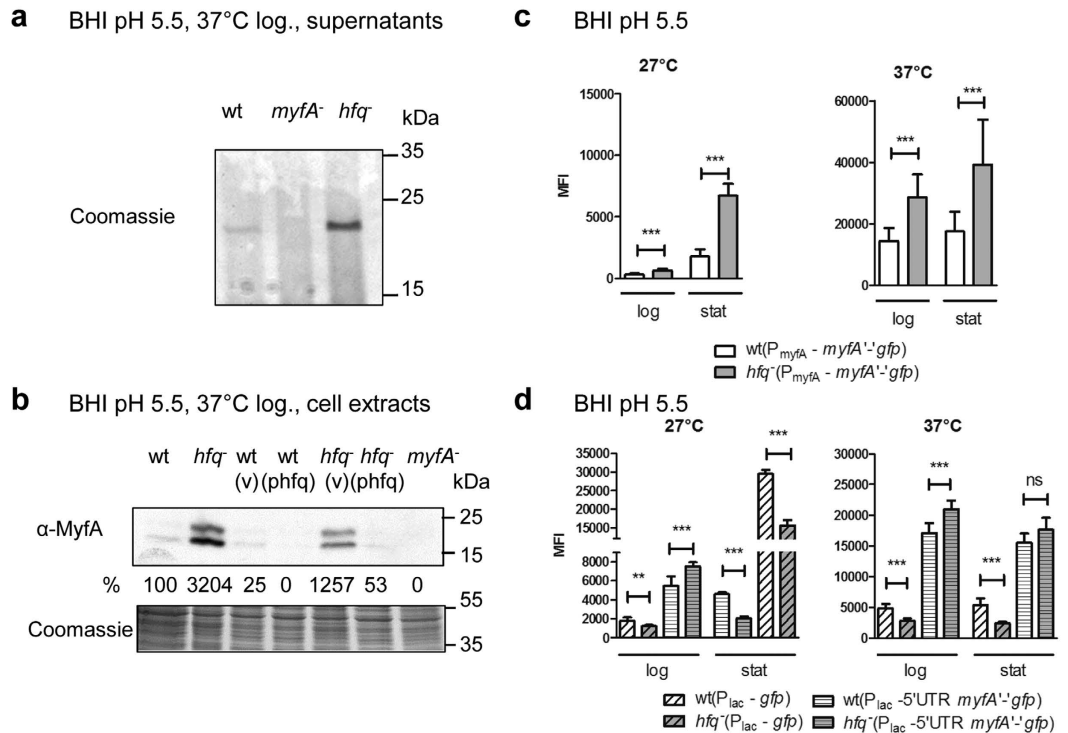 a BHI pH 5.5, 37°C log., supernatants
wt myfA⁻ hfq⁻
kDa
35
25
15
Coomassie
b BHI pH 5.5, 37°C log., cell extracts
wt hfq⁻ wt (v) wt (phfq) hfq⁻ (v) hfq⁻ (phfq) myfA⁻
kDa
α-MyfA
25
15
% 100 3204 25 0 1257 53 0
Coomassie
55
35
c BHI pH 5.5
27°C
MFI
15000
10000
5000
0
***
***
log stat
37°C
60000
40000
20000
0
***
***
log stat
wt(PmyfA - myfA'-'gfp)
hfq⁻(PmyfA - myfA'-'gfp)
d BHI pH 5.5
27°C
MFI
35000
30000
25000
20000
15000
10000
8000
6000
4000
2000
0
**
***
***
***
log stat
37°C
30000
25000
20000
15000
10000
5000
0
***
***
***
ns
log stat
wt(Plac - gfp)
wt(Plac -5'UTR myfA'-'gfp)
hfq⁻(Plac - gfp)
hfq⁻(Plac -5'UTR myfA'-'gfp)